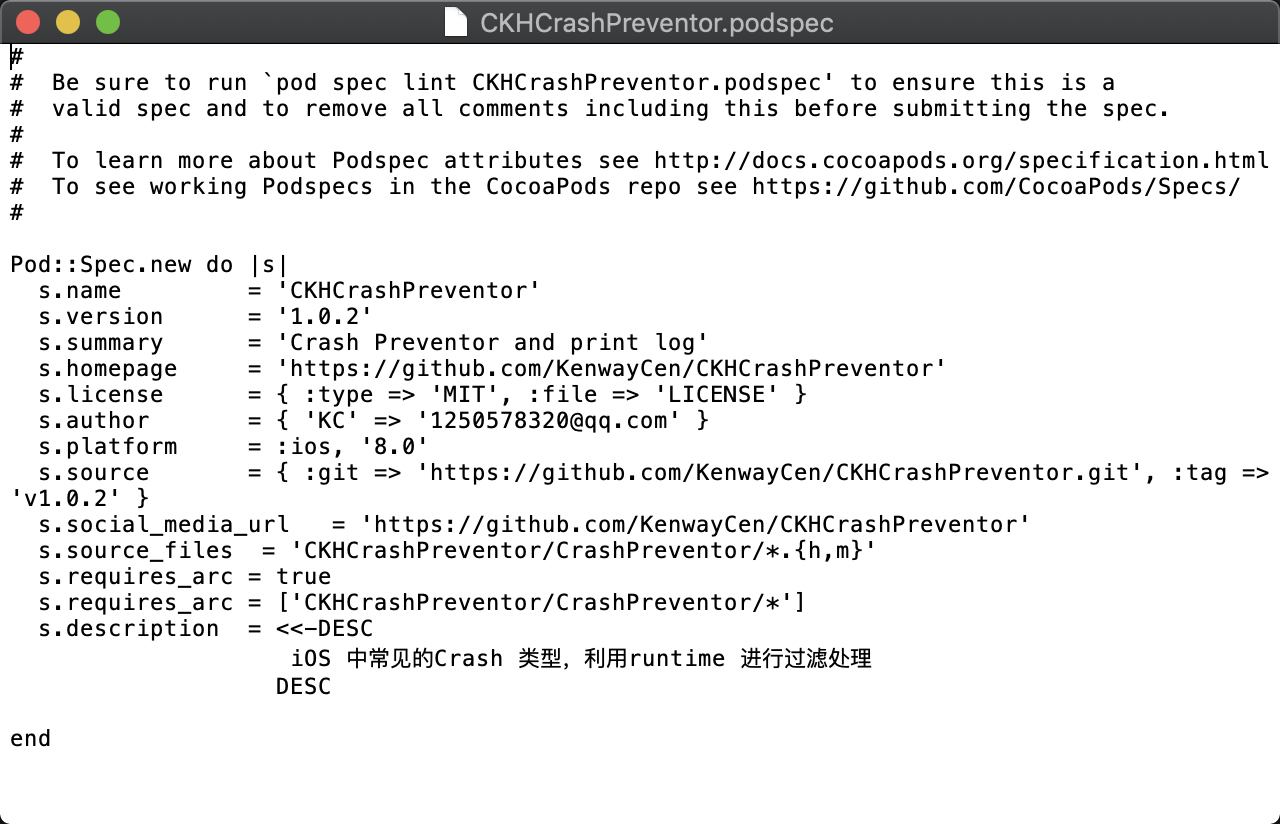 CKHCrashPreventor.podspec
#
#  Be sure to run `pod spec lint CKHCrashPreventor.podspec' to ensure this is a
#  valid spec and to remove all comments including this before submitting the spec.
#
#  To learn more about Podspec attributes see http://docs.cocoapods.org/specification.html
#  To see working Podspecs in the CocoaPods repo see https://github.com/CocoaPods/Specs/
#

Pod::Spec.new do |s|
  s.name         = 'CKHCrashPreventor'
  s.version      = '1.0.2'
  s.summary      = 'Crash Preventor and print log'
  s.homepage     = 'https://github.com/KenwayCen/CKHCrashPreventor'
  s.license      = { :type => 'MIT', :file => 'LICENSE' }
  s.author       = { 'KC' => '1250578320@qq.com' }
  s.platform     = :ios, '8.0'
  s.source       = { :git => 'https://github.com/KenwayCen/CKHCrashPreventor.git', :tag =>
'v1.0.2' }
  s.social_media_url   = 'https://github.com/KenwayCen/CKHCrashPreventor'
  s.source_files  = 'CKHCrashPreventor/CrashPreventor/*.{h,m}'
  s.requires_arc = true
  s.requires_arc = ['CKHCrashPreventor/CrashPreventor/*']
  s.description  = <<-DESC
                    iOS 中常见的Crash 类型，利用runtime 进行过滤处理
                   DESC

end